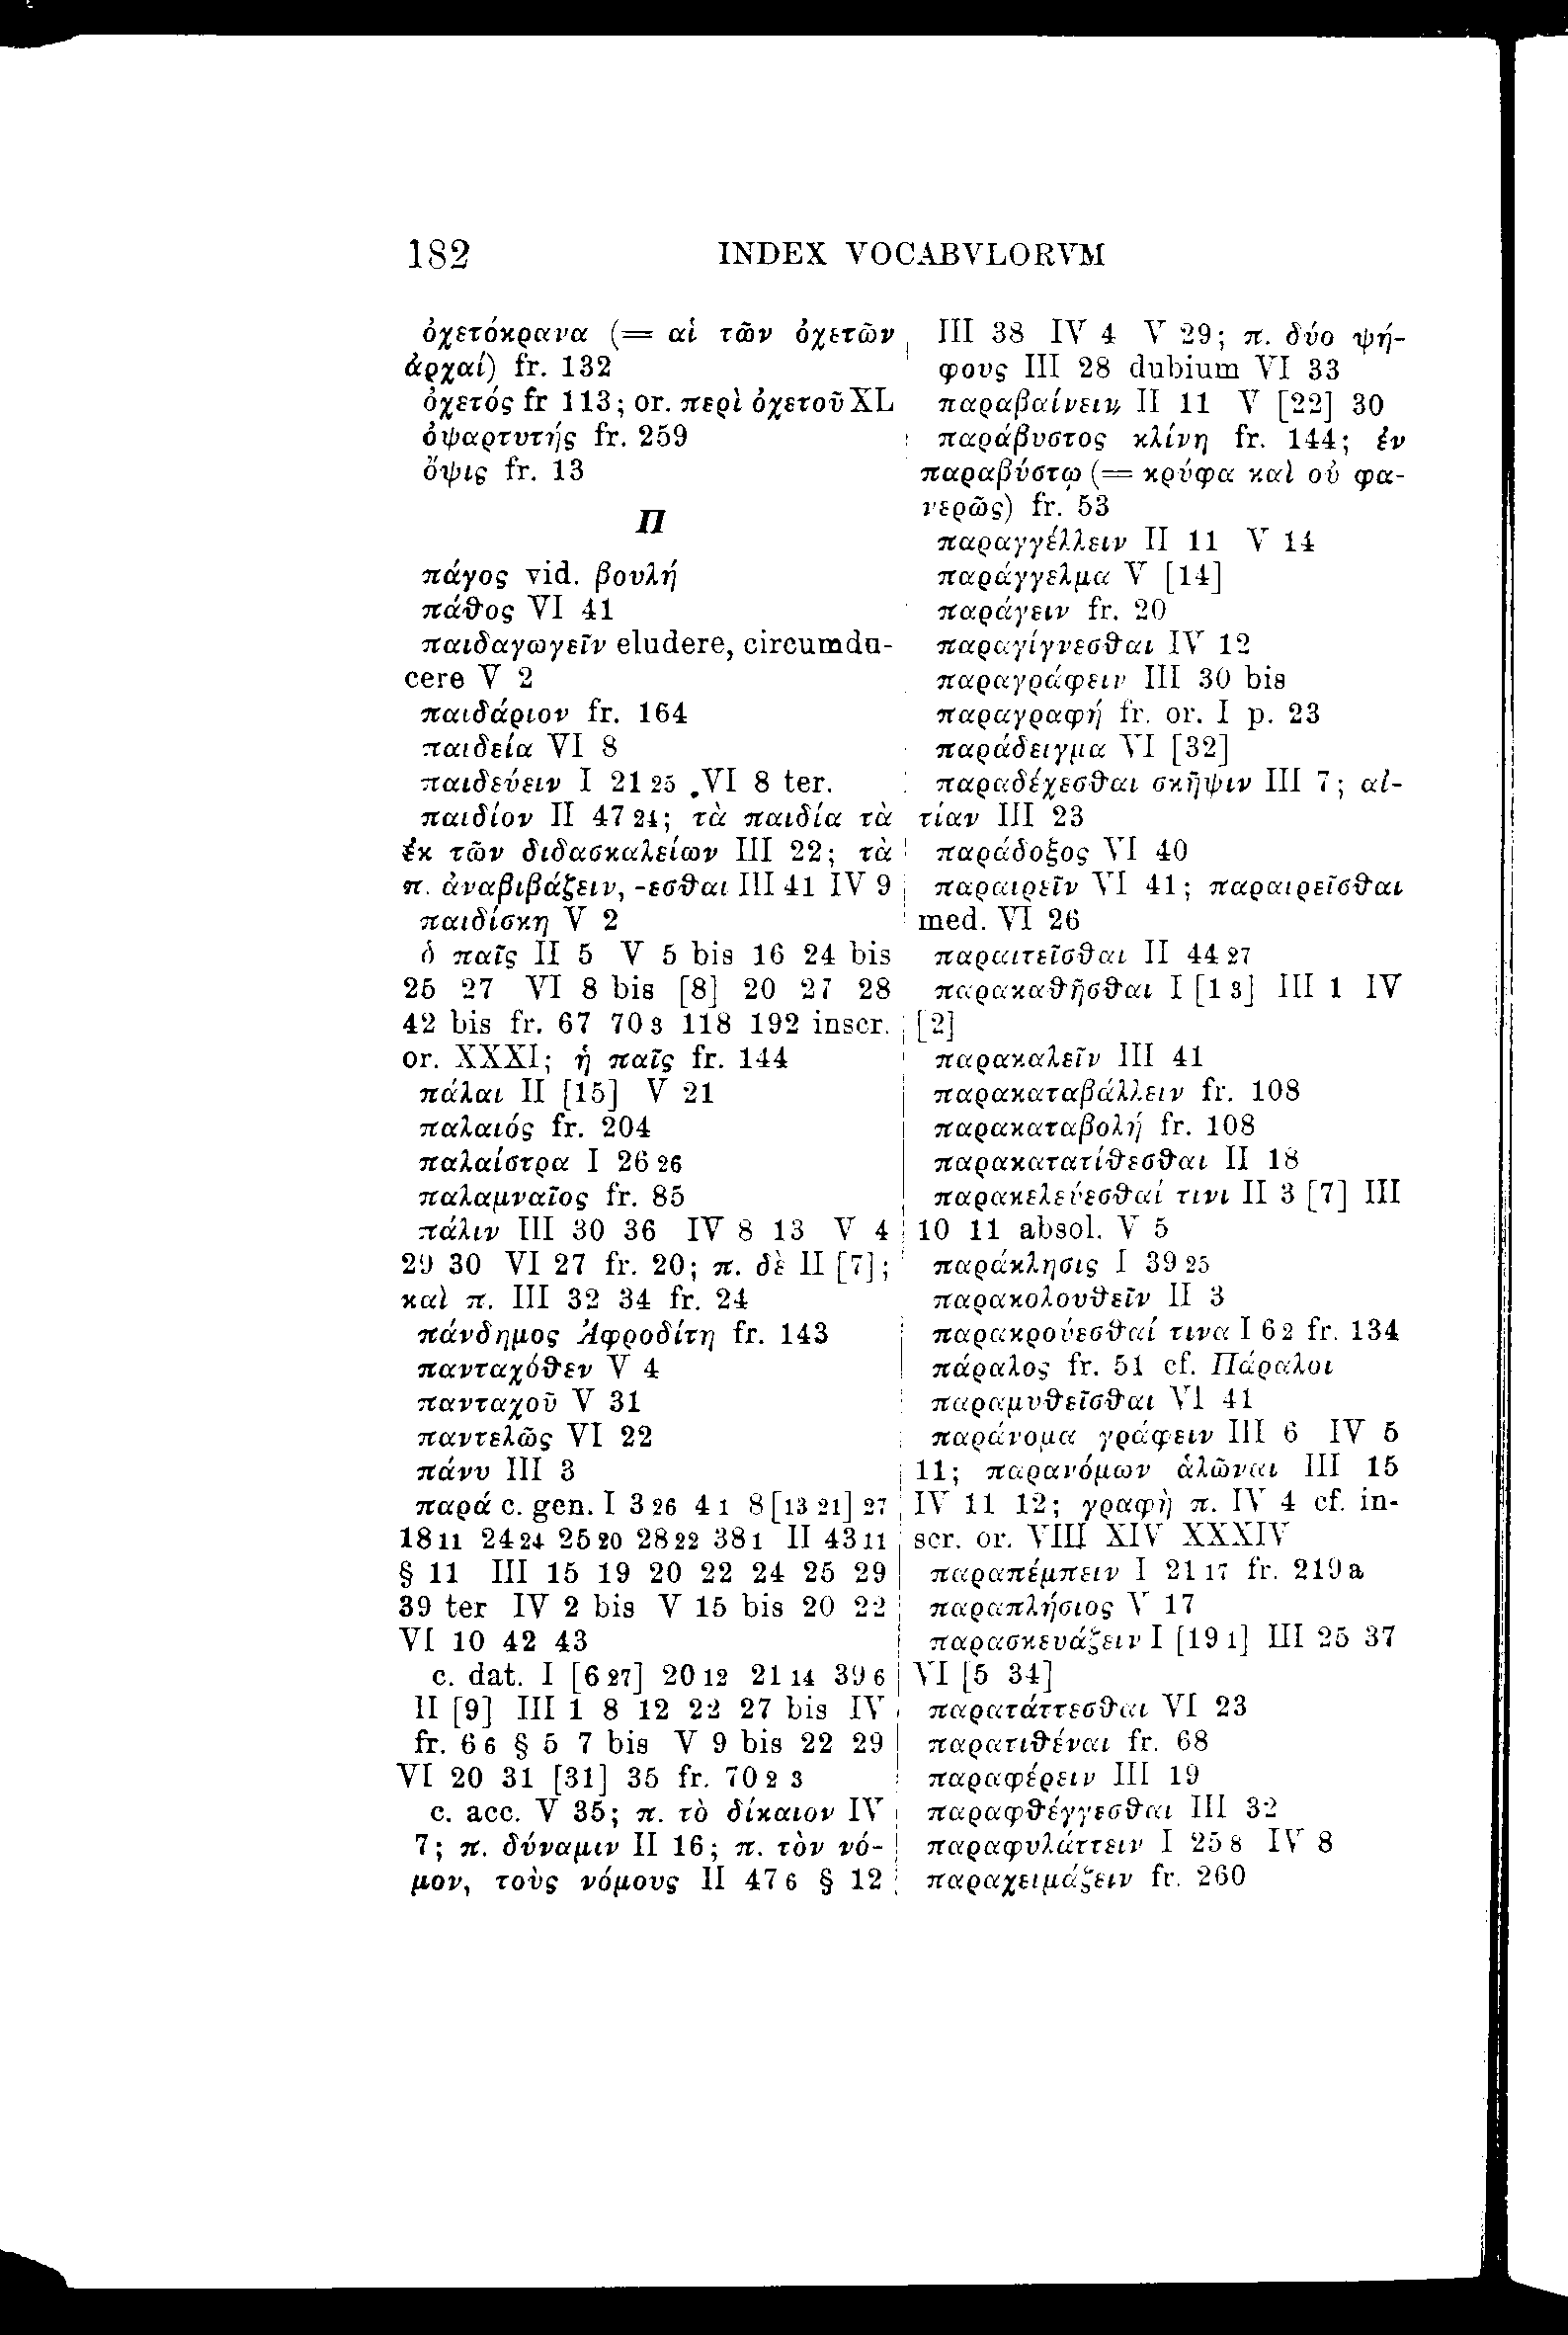 182
INDEX VOCABVLORVM
ὀχετόκρανα (= αἱ τῶν ὀχετῶν
ἀρχαί) fr. 132
ὀχετός fr 113; or. περὶ ὀχετοῦ XL
ὀψαρτυτής fr. 259
ὄψις fr. 13
Π
πάγος vid. βουλή
πάθος VI 41
παιδαγωγεῖν eludere, circumdu-
cere V 2
παιδάριον fr. 164
παιδεία VI 8
παιδεύειν I 21 25 VI 8 ter.
παιδίον II 47 24; τὰ παιδία τὰ
ἐκ τῶν διδασκαλείων III 22; τὰ
π. ἀναβιβάζειν, -εσθαι III 41 IV 9
παιδίσκη V 2
ὁ παῖς II 5 V 5 bis 16 24 bis
25 27 VI 8 bis [8] 20 27 28
42 bis fr. 67 70 3 118 192 inscr.
or. XXXI; ἡ παῖς fr. 144
πάλαι II [15] V 21
παλαιός fr. 204
παλαίστρα I 26 26
παλαμναῖος fr. 85
πάλιν III 30 36 IV 8 13 V 4
29 30 VI 27 fr. 20; π. δὲ II [7];
καὶ π. III 32 34 fr. 24
πάνδημος Ἀφροδίτη fr. 143
πανταχόθεν V 4
πανταχοῦ V 31
παντελῶς VI 22
πάνυ III 3
παρά c. gen. I 3 26 4 1 8 [13 21] 27
18 11 24 24 25 20 28 22 38 1 II 43 11
§ 11 III 15 19 20 22 24 25 29
39 ter IV 2 bis V 15 bis 20 22
VI 10 42 43
c. dat. I [6 27] 20 12 21 14 39 6
II [9] III 1 8 12 22 27 bis IV
fr. 6 6 § 5 7 bis V 9 bis 22 29
VI 20 31 [31] 35 fr. 70 2 3
c. acc. V 35; π. τὸ δίκαιον IV
7; π. δύναμιν II 16; π. τὸν νό-
μον, τοὺς νόμους II 47 6 § 12
III 38 IV 4 V 29; π. δύο ψή-
φους III 28 dubium VI 33
παραβαίνειν II 11 V [22] 30
παράβυστος κλίνη fr. 144; ἐν
παραβύστῳ (= κρύφα καὶ οὐ φα-
νερῶς) fr. 53
παραγγέλλειν II 11 V 14
παράγγελμα V [14]
παράγειν fr. 20
παραγίγνεσθαι IV 12
παραγράφειν III 30 bis
παραγραφή fr. or. I p. 23
παράδειγμα VI [32]
παραδέχεσθαι σκῆψιν III 7; αἰ-
τίαν III 23
παράδοξος VI 40
παραιρεῖν VI 41; παραιρεῖσθαι
med. VI 26
παραιτεῖσθαι II 44 27
παρακαθῆσθαι I [1 3] III 1 IV
[2]
παρακαλεῖν III 41
παρακαταβάλλειν fr. 108
παρακαταβολή fr. 108
παρακατατίθεσθαι II 18
παρακελεύεσθαί τινι II 3 [7] III
10 11 absol. V 5
παράκλησις I 39 25
παρακολουθεῖν II 3
παρακρούεσθαί τινα I 6 2 fr. 134
πάραλος fr. 51 cf. Πάραλοι
παραμυθεῖσθαι VI 41
παράνομα γράφειν III 6 IV 5
11; παρανόμων ἁλῶναι III 15
IV 11 12; γραφὴ π. IV 4 cf. in-
scr. or. VIII XIV XXXIV
παραπέμπειν I 21 17 fr. 219a
παραπλήσιος V 17
παρασκευάζειν I [19 1] III 25 37
VI [5 34]
παρατάττεσθαι VI 23
παρατιθέναι fr. 68
παραφέρειν III 19
παραφθέγγεσθαι III 32
παραφυλάττειν I 25 8 IV 8
παραχειμάζειν fr. 260